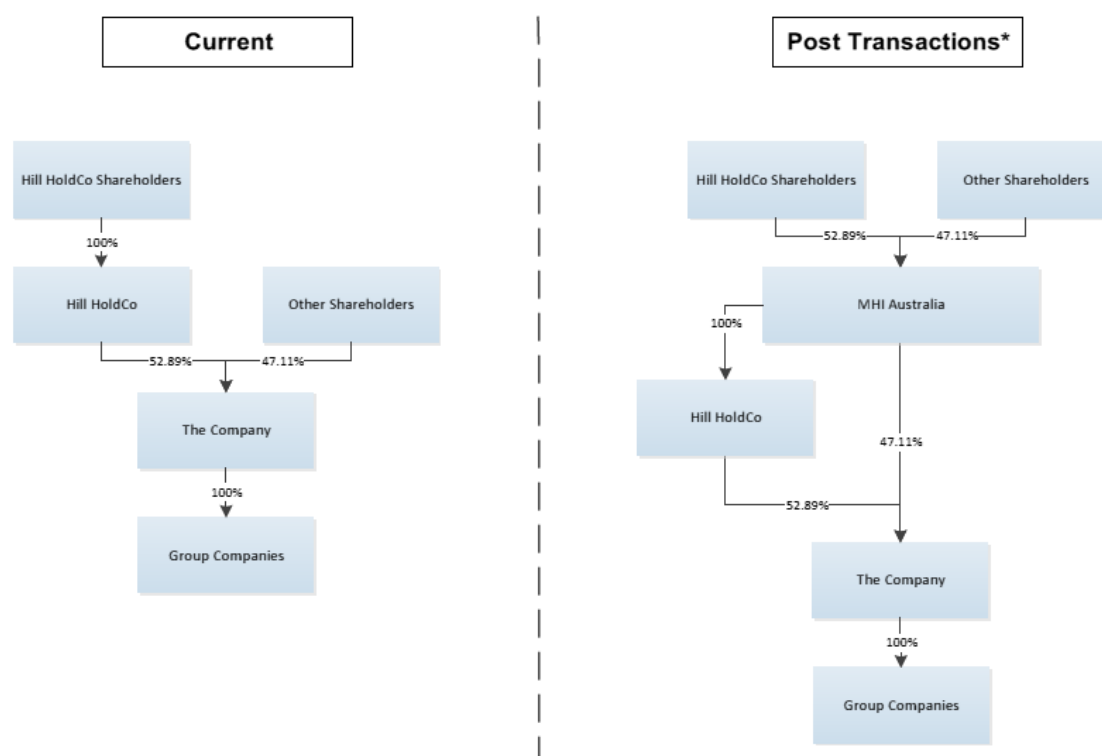 Current
Hill HoldCo Shareholders
100%
Hill HoldCo
Other Shareholders
52.89%
47.11%
The Company
100%
Group Companies
Post Transactions*
Hill HoldCo Shareholders
Other Shareholders
52.89%
47.11%
MHI Australia
100%
Hill HoldCo
47.11%
52.89%
The Company
100%
Group Companies